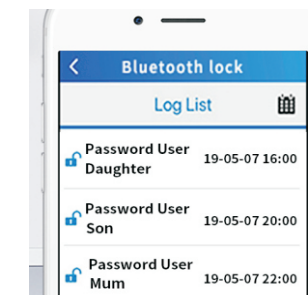 Bluetooth lock
Log List
Password User
Daughter 19-05-07 16:00
Password User
Son 19-05-07 20:00
Password User
Mum 19-05-07 22:00